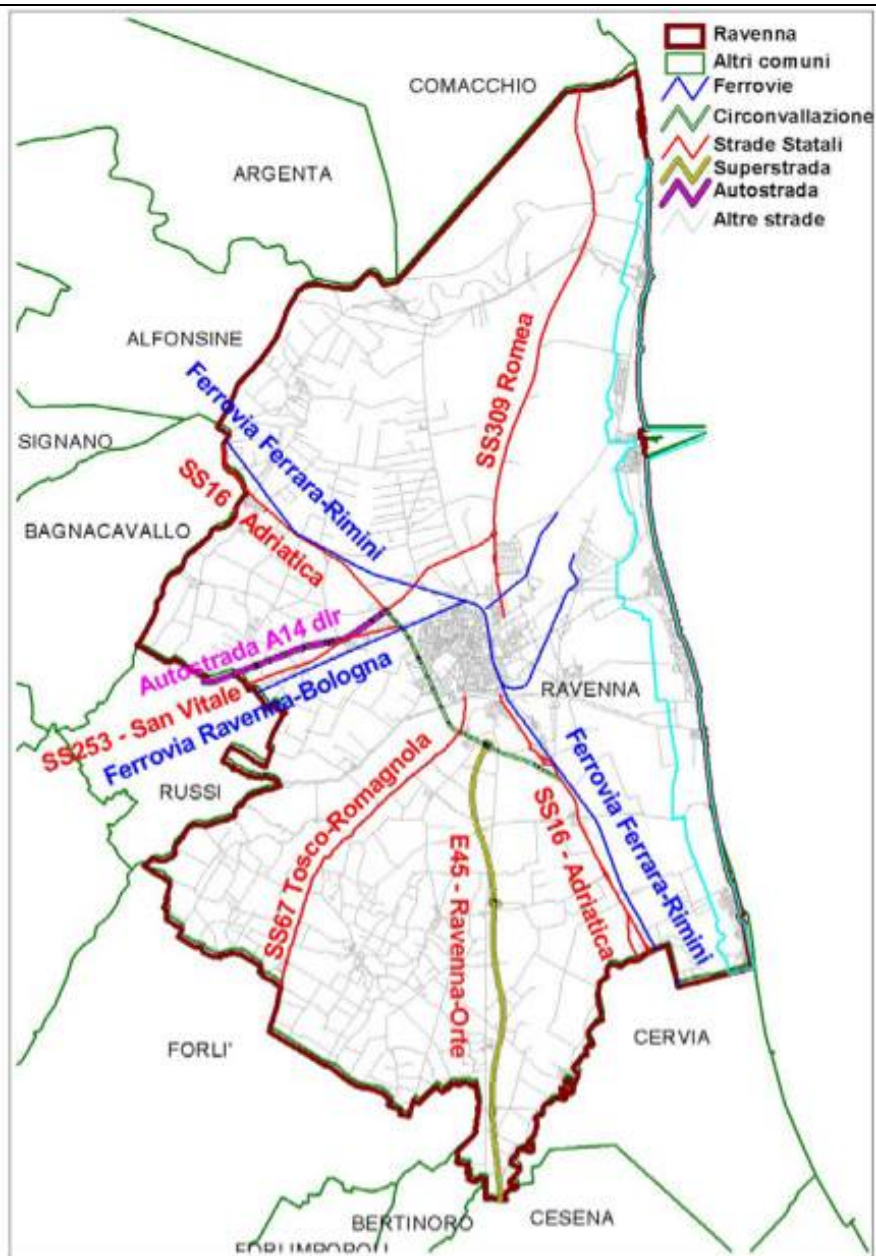 Ravenna
Altri comuni
Ferrovie
Circonvallazione
Strade Statali
Superstrada
Autostrada
Altre strade
COMACCHIO
ARGENTA
ALFONSINE
SIGNANO
BAGNACAVALLO
Ferrovia Ferrara-Rimini
SS309 Romea
SS16 - Adriatica
Autostrada A14 dir
SS253 - San Vitale
Ferrovia Ravenna-Bologna
RAVENNA
RUSSI
SS67 Tosco-Romagnola
E45 - Ravenna-Orte
SS16 - Adriatica
Ferrovia Ferrara-Rimini
FORLI'
CERVIA
BERTINORO
CESENA
FORLIMPOPOLI